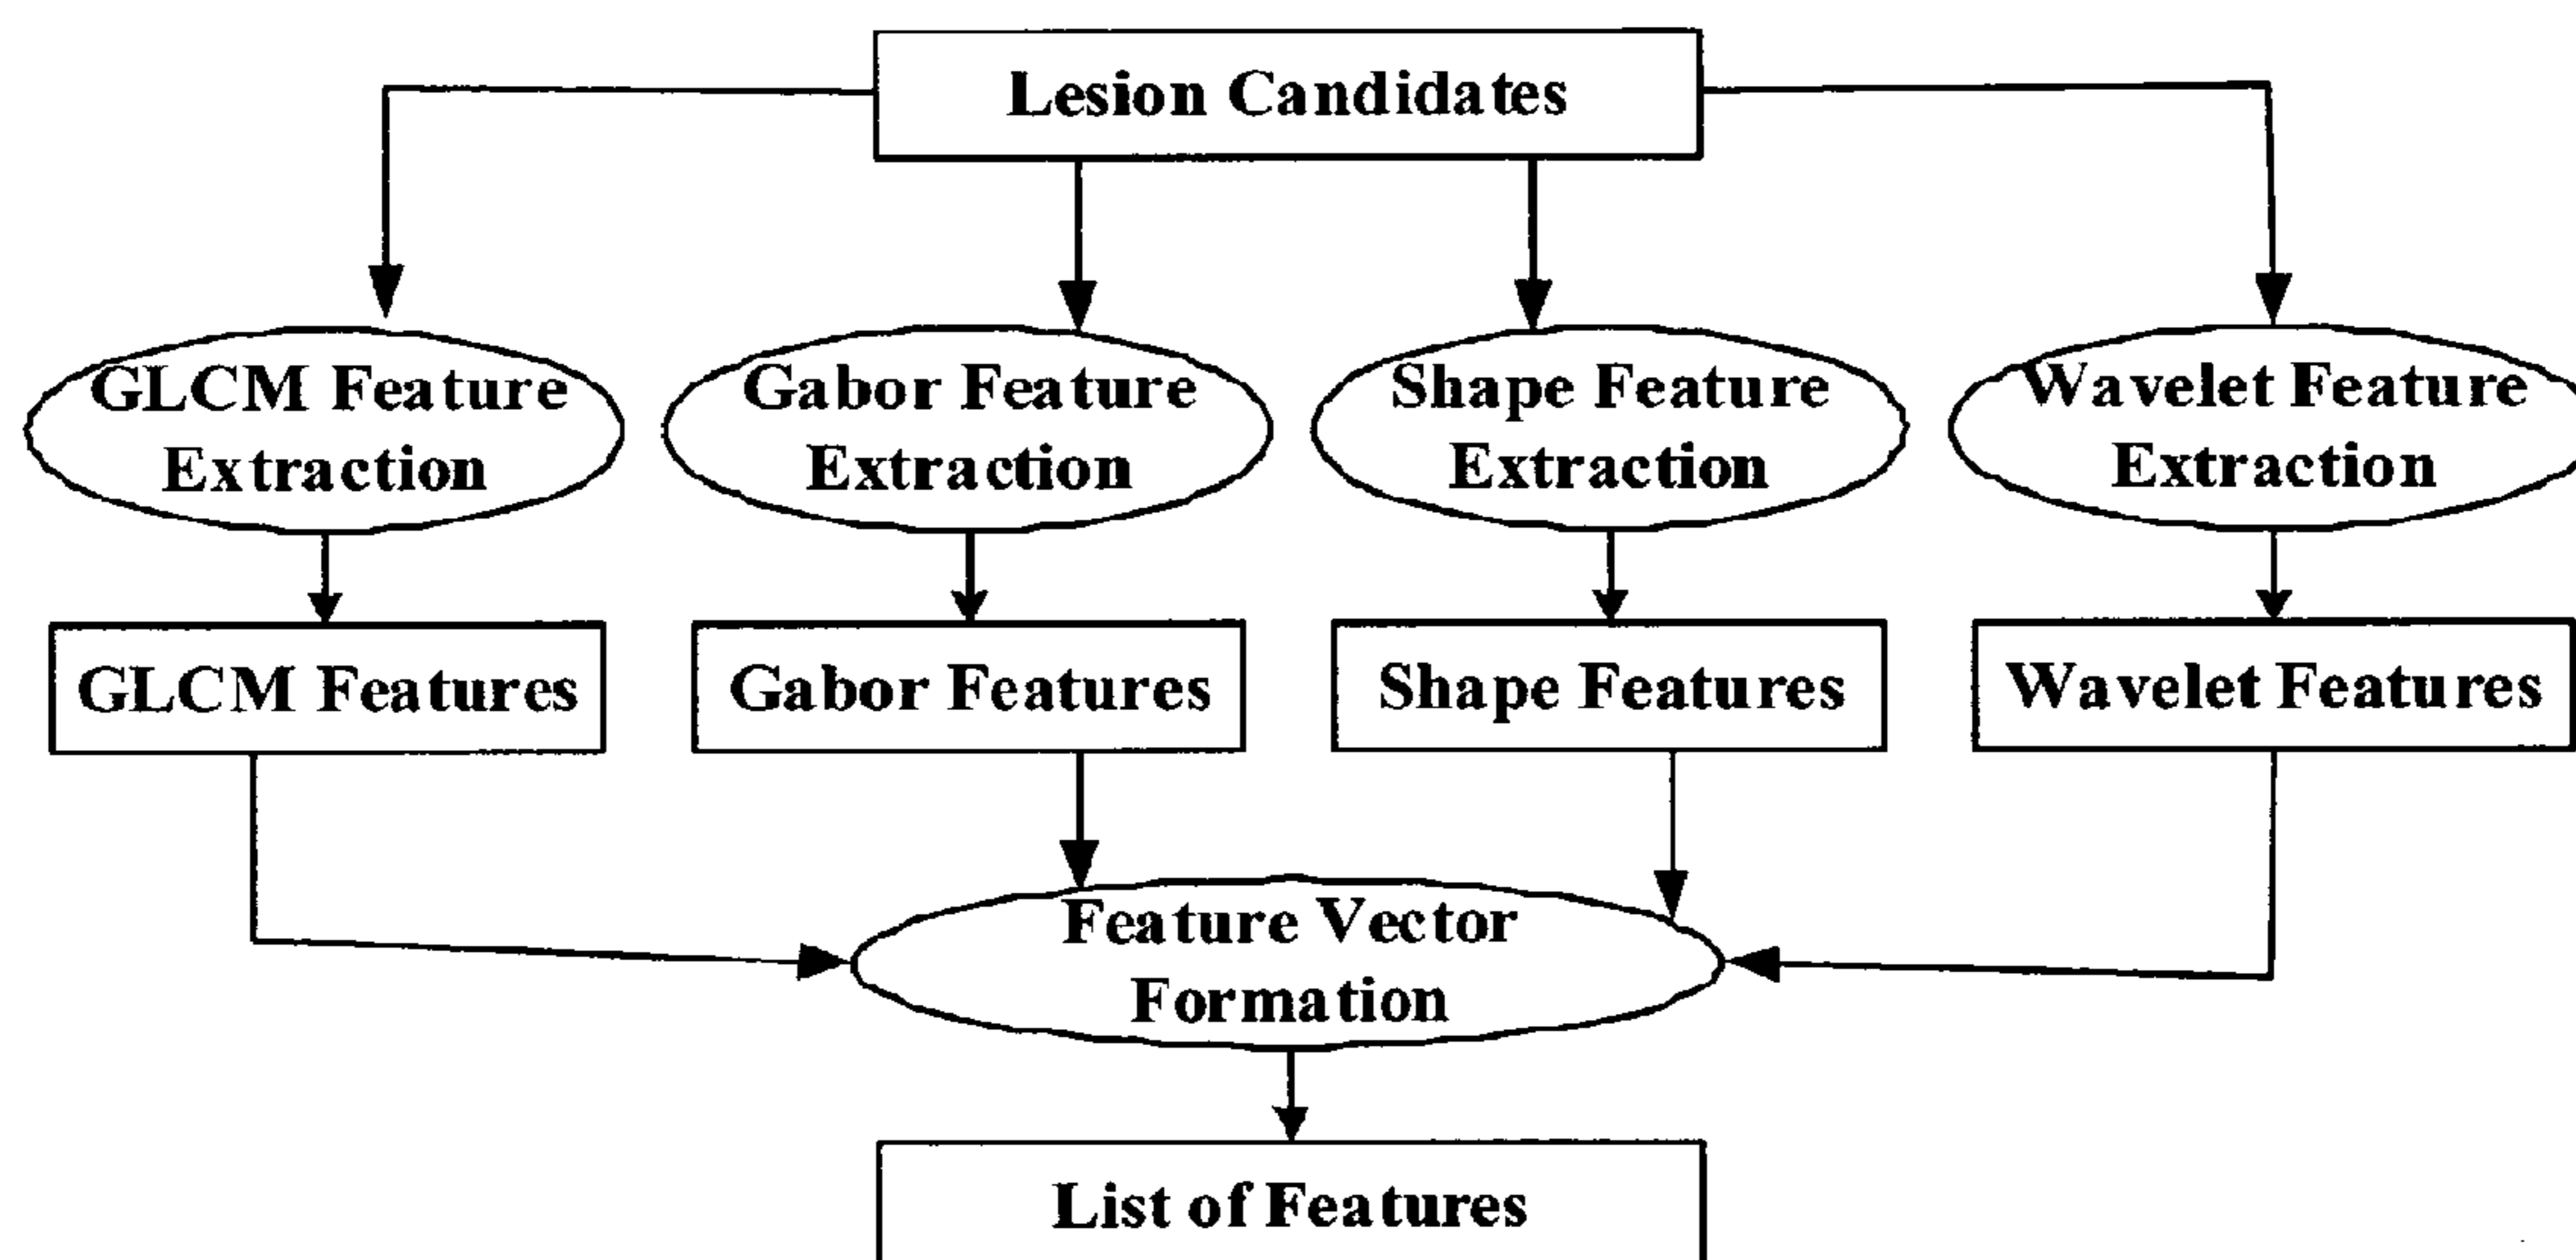 Lesion Candidates
GLCM Feature
Extraction
Gabor Feature
Extraction
Shape Feature
Extraction
Wavelet Feature
Extraction
GLCM Features
Gabor Features
Shape Features
Wavelet Features
Feature Vector
Formation
List of Features